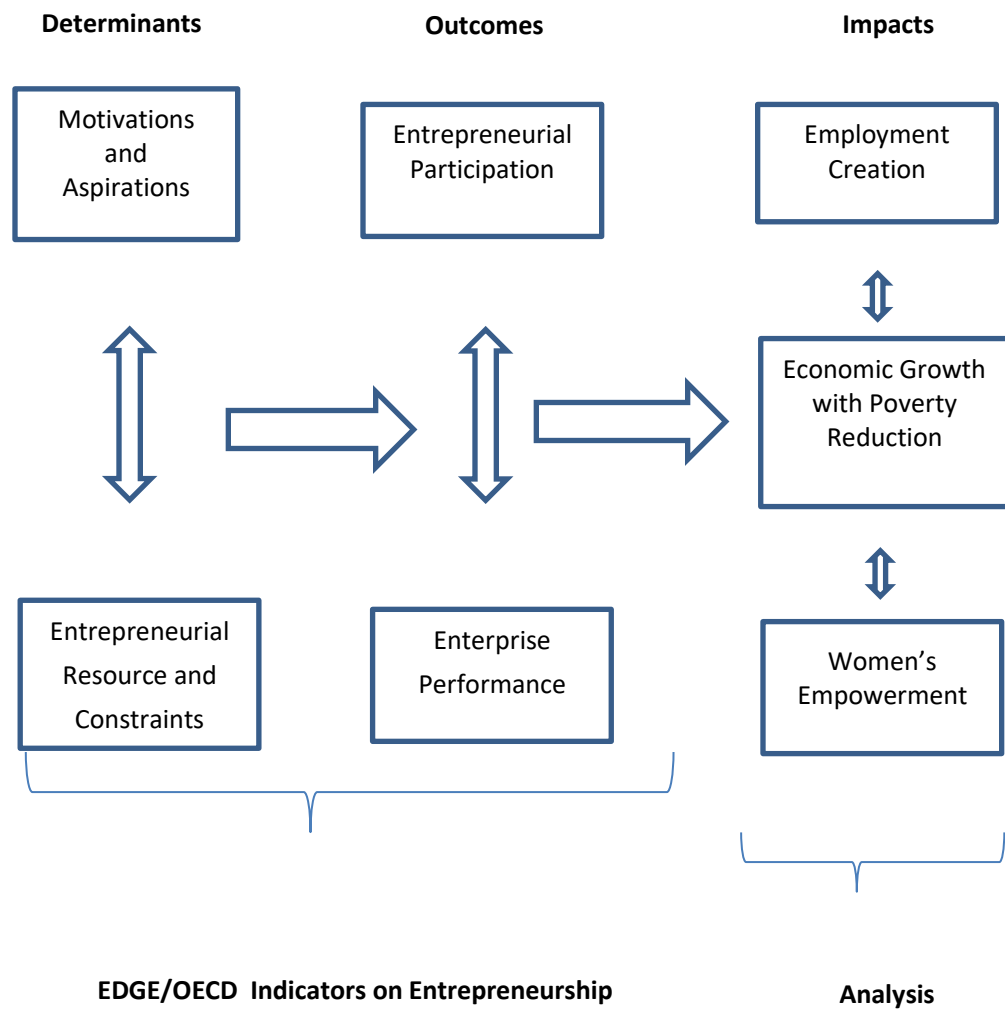 Determinants
Outcomes
Impacts
Motivations
and
Aspirations
Entrepreneurial
Participation
Employment
Creation
Economic Growth
with Poverty
Reduction
Entrepreneurial
Resource and
Constraints
Enterprise
Performance
Women’s
Empowerment
EDGE/OECD  Indicators on Entrepreneurship
Analysis